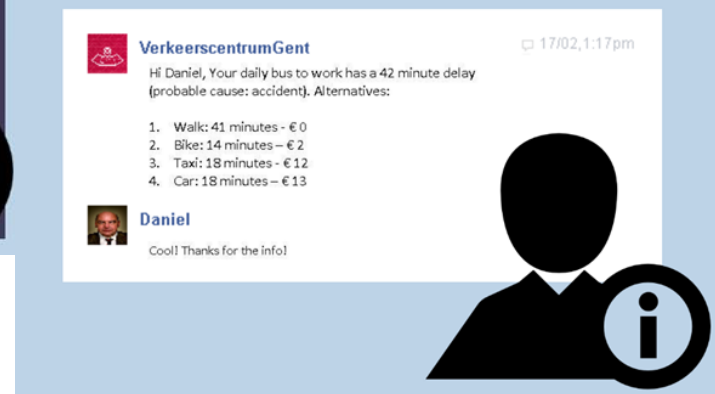 VerkeerscentrumGent
17/02,1:17pm
Hi Daniel, Your daily bus to work has a 42 minute delay
(probable cause: accident). Alternatives:
1. Walk: 41 minutes - € 0
2. Bike: 14 minutes – € 2
3. Taxi: 18 minutes - € 12
4. Car: 18 minutes – € 13
Daniel
Cool! Thanks for the info!
i